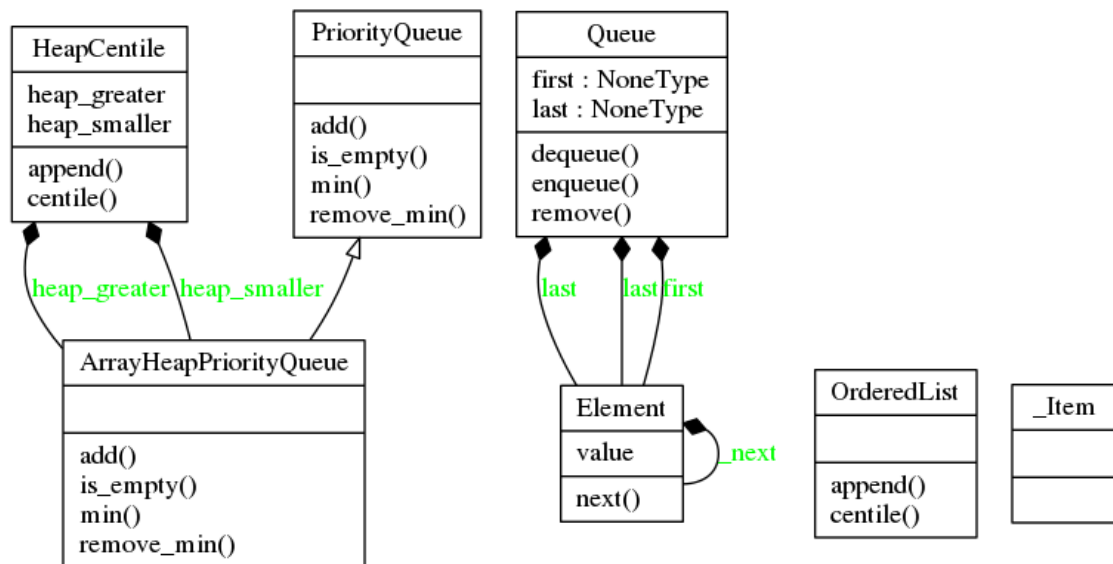 HeapCentile
heap_greater
heap_smaller
append()
centile()
PriorityQueue
add()
is_empty()
min()
remove_min()
Queue
first : NoneType
last : NoneType
dequeue()
enqueue()
remove()
heap_greater
heap_smaller
last
last
first
ArrayHeapPriorityQueue
add()
is_empty()
min()
remove_min()
Element
value
next()
_next
OrderedList
append()
centile()
_Item